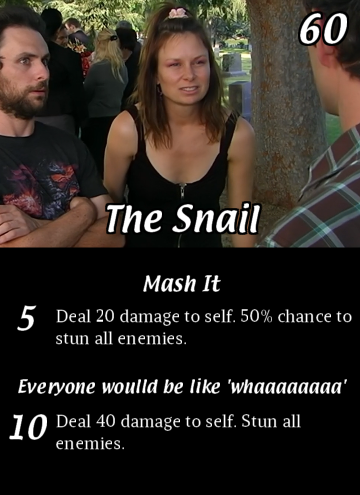 60
The Snail
Mash It
5 Deal 20 damage to self. 50% chance to
stun all enemies.
Everyone woulld be like 'whaaaaaaaa'
10 Deal 40 damage to self. Stun all
enemies.